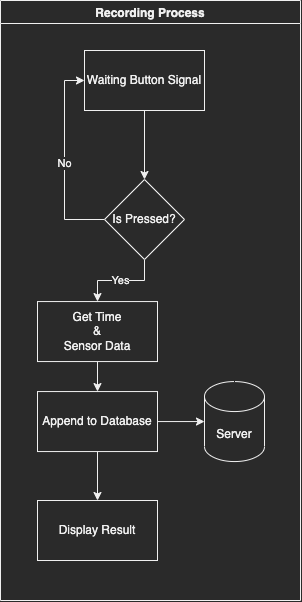 Recording Process
Waiting Button Signal
No
Is Pressed?
Yes
Get Time
&
Sensor Data
Append to Database
Server
Display Result